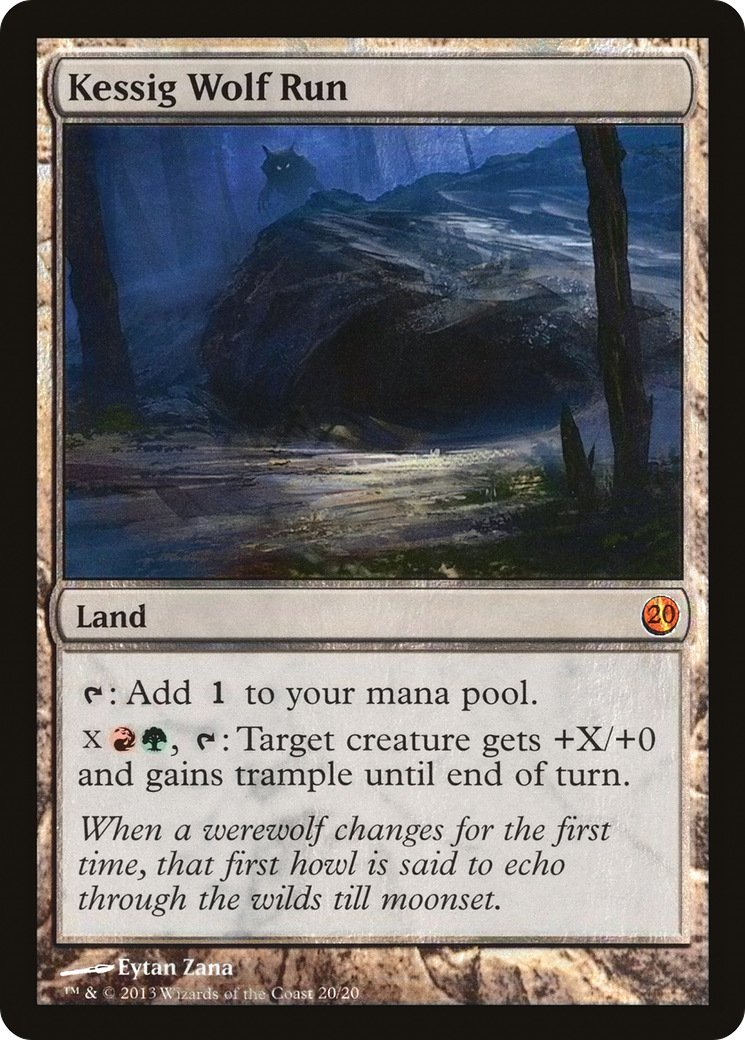 Kessig Wolf Run
Land
20
: Add 1 to your mana pool.
X , : Target creature gets +X/+0
and gains trample until end of turn.
When a werewolf changes for the first
time, that first howl is said to echo
through the wilds till moonset.
Eytan Zana
™ & © 2013 Wizards of the Coast 20/20